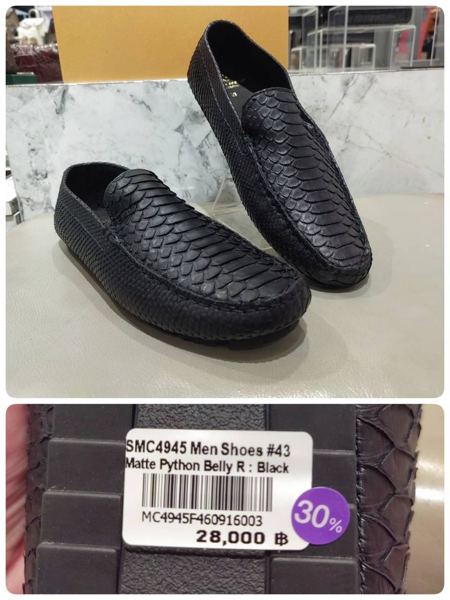 SMC4945 Men Shoes #43
Matte Python Belly R : Black
MC4945F460916003
28,000 ฿
30%